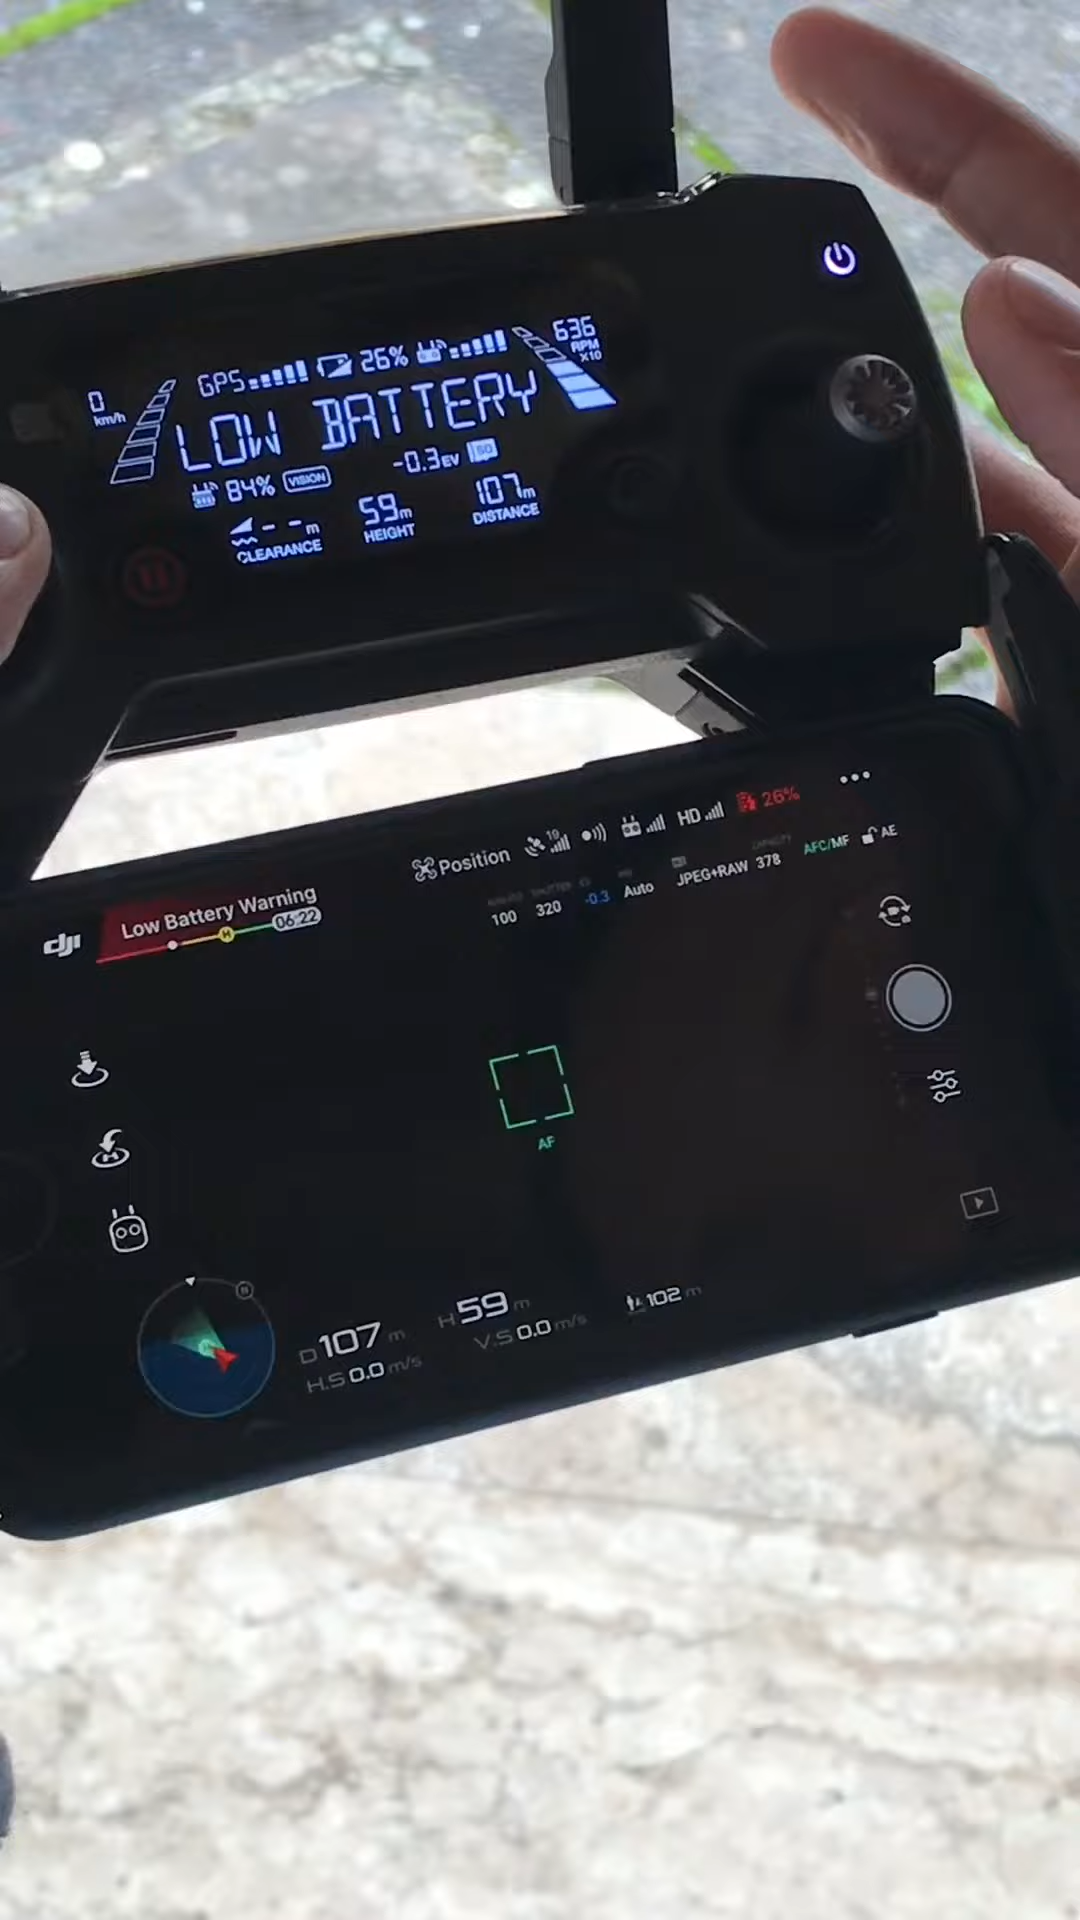 GPS 26% 636
RPM
X10
0
km/h
LOW BATTERY
84% VISION -0.3EV ISO
--m 59m 107m
CLEARANCE HEIGHT DISTANCE
Position 19 HD 26%
dji Low Battery Warning
H 06:22
100 320 -0.3 Auto JPEG+RAW 378 AFC/MF AE
AF
H
D 107 m H 59 m 102 m
H.S 0.0 m/s V.S 0.0 m/s